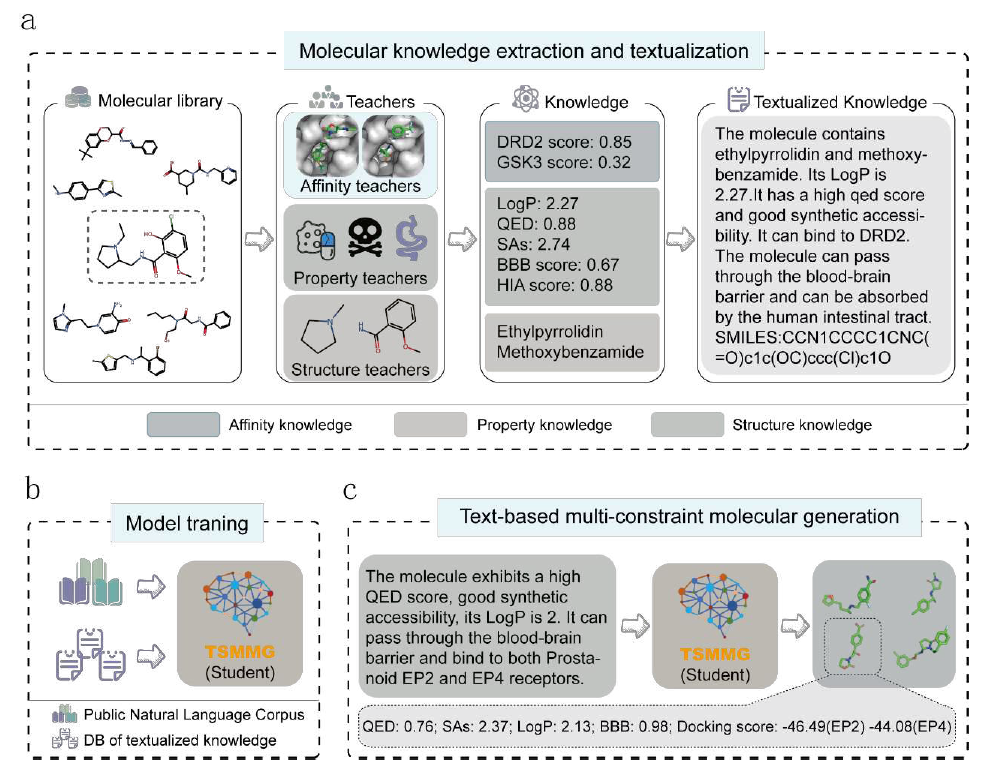 a
Molecular knowledge extraction and textualization
Molecular library
Teachers
Affinity teachers
Property teachers
Structure teachers
Knowledge
DRD2 score: 0.85
GSK3 score: 0.32
LogP: 2.27
QED: 0.88
SAs: 2.74
BBB score: 0.67
HIA score: 0.88
Ethylpyrrolidin
Methoxybenzamide
Textualized Knowledge
The molecule contains
ethylpyrrolidin and methoxy-
benzamide. Its LogP is
2.27.It has a high qed score
and good synthetic accessi-
bility. It can bind to DRD2.
The molecule can pass
through the blood-brain
barrier and can be absorbed
by the human intestinal tract.
SMILES:CCN1CCCC1CNC(
=O)c1c(OC)ccc(Cl)c1O
Affinity knowledge
Property knowledge
Structure knowledge
b
Model traning
TSMMG
(Student)
Public Natural Language Corpus
DB of textualized knowledge
c
Text-based multi-constraint molecular generation
The molecule exhibits a high
QED score, good synthetic
accessibility, its LogP is 2. It can
pass through the blood-brain
barrier and bind to both Prosta-
noid EP2 and EP4 receptors.
TSMMG
(Student)
QED: 0.76; SAs: 2.37; LogP: 2.13; BBB: 0.98; Docking score: -46.49(EP2) -44.08(EP4)